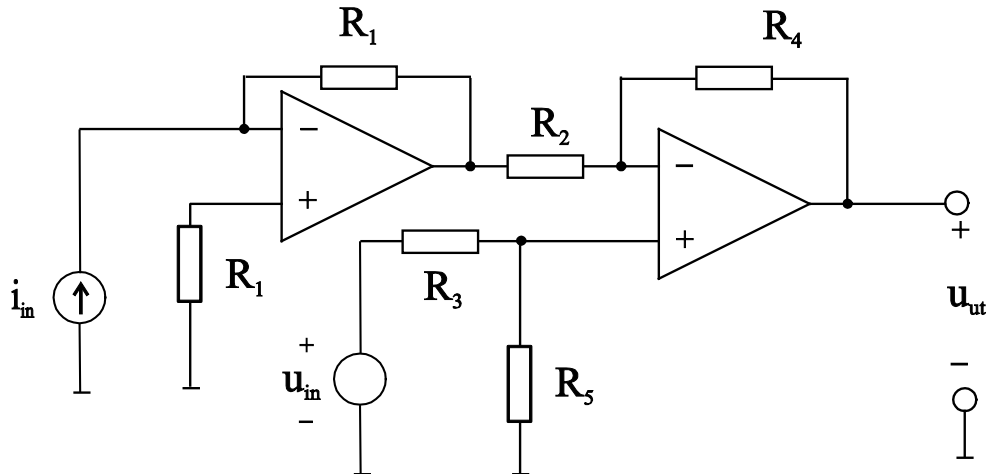 R₁
R₄
R₂
−
+
−
+
R₁
R₃
i_in
+
u_in
−
R₅
+
u_ut
−